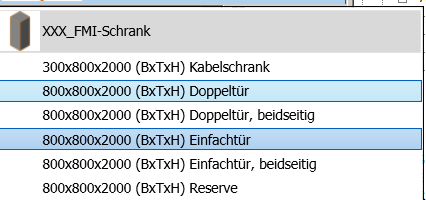 XXX_FMI-Schrank
300x800x2000 (BxTxH) Kabelschrank
800x800x2000 (BxTxH) Doppeltür
800x800x2000 (BxTxH) Doppeltür, beidseitig
800x800x2000 (BxTxH) Einfachtür
800x800x2000 (BxTxH) Einfachtür, beidseitig
800x800x2000 (BxTxH) Reserve